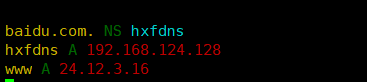 baidu.com. NS hxfdns
hxfdns A 192.168.124.128
www A 24.12.3.16